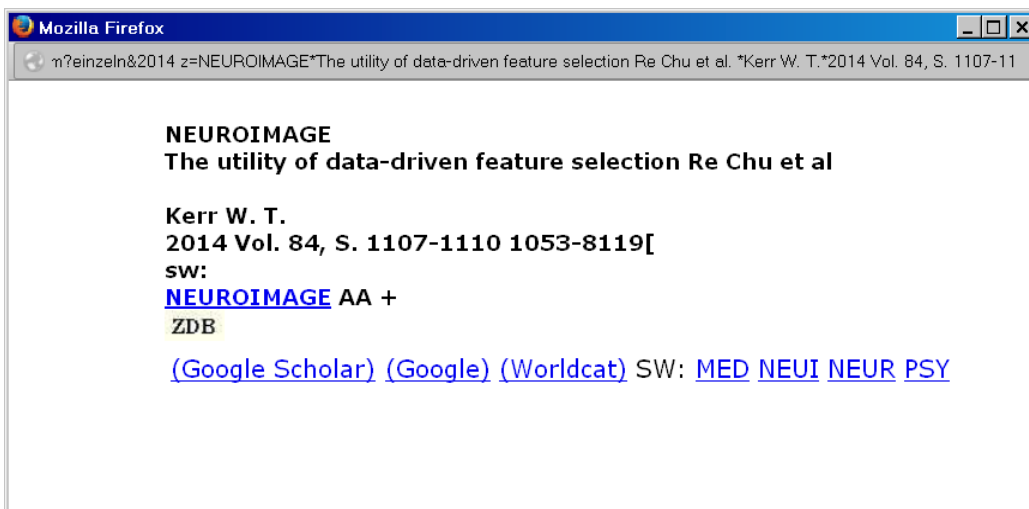 Mozilla Firefox
m?einzeln&2014 z=NEUROIMAGE*The utility of data-driven feature selection Re Chu et al. *Kerr W. T.*2014 Vol. 84, S. 1107-11
NEUROIMAGE
The utility of data-driven feature selection Re Chu et al
Kerr W. T.
2014 Vol. 84, S. 1107-1110 1053-8119[
sw:
NEUROIMAGE AA +
ZDB
(Google Scholar) (Google) (Worldcat) SW: MED NEUI NEUR PSY